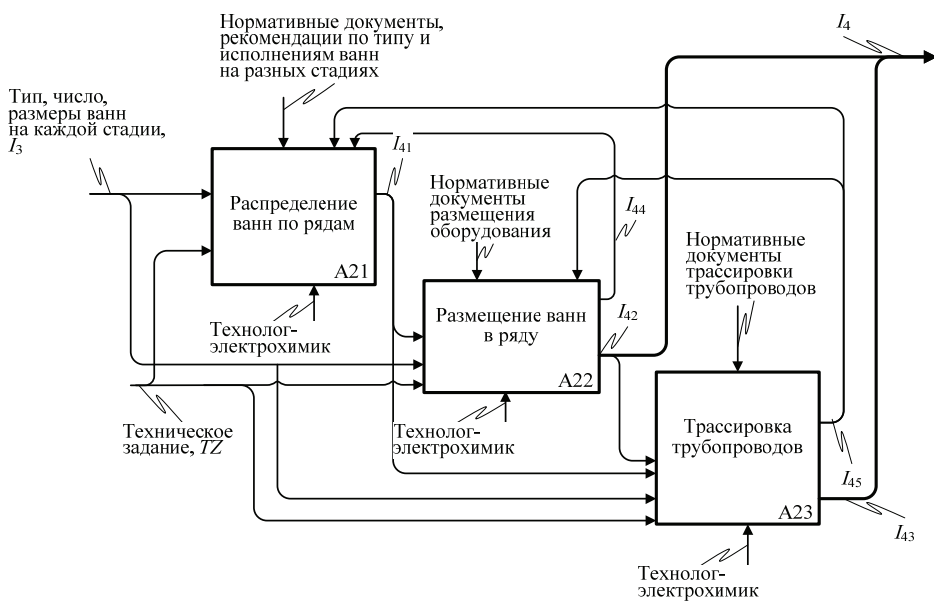 Нормативные документы,
рекомендации по типу и
исполнениям ванн
на разных стадиях
I4
Тип, число,
размеры ванн
на каждой стадии,
I3
I41
Распределение
ванн по рядам
A21
Нормативные
документы
размещения
оборудования
I44
Нормативные
документы
трассировки
трубопроводов
Технолог-
электрохимик
Размещение ванн
в ряду
A22
I42
Техническое
задание, TZ
Технолог-
электрохимик
Трассировка
трубопроводов
A23
I45
I43
Технолог-
электрохимик